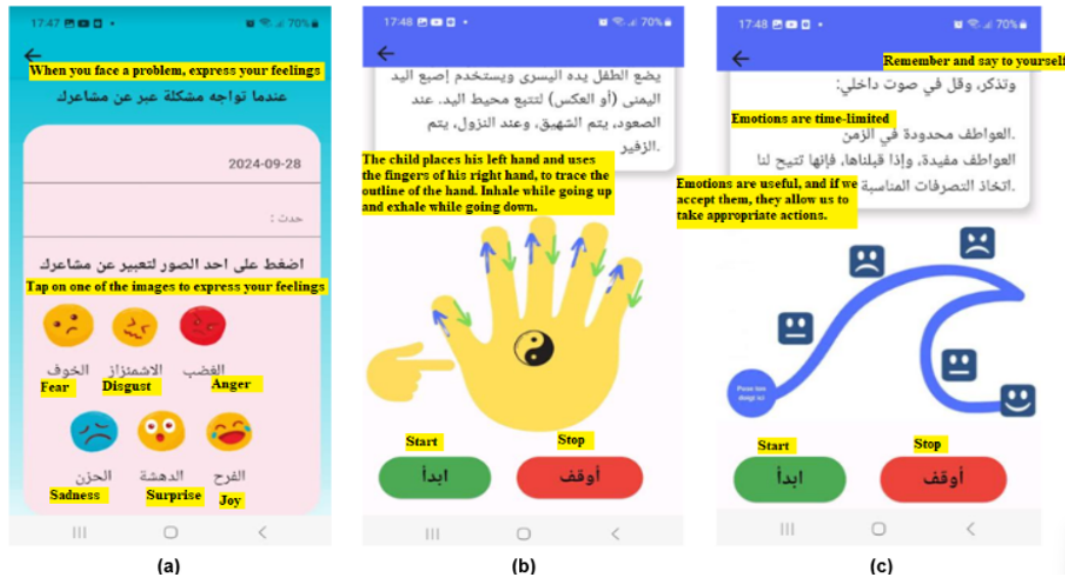 17:47
70%
When you face a problem, express your feelings
عندما تواجه مشكلة عبر عن مشاعرك
2024-09-28
حدث :
اضغط على احد الصور لتعبير عن مشاعرك
Tap on one of the images to express your feelings
الغضب الاشمئزاز الخوف
Fear Disgust Anger
الفرح الدهشة الحزن
Sadness Surprise Joy
(a)
17:48
70%
يضع الطفل يده اليسرى ويستخدم إصبع اليد
اليمنى (أو العكس) لتتبع محيط اليد. عند
الصعود، يتم الشهيق، وعند النزول، يتم
.الزفير
The child places his left hand and uses
the fingers of his right hand, to trace the
outline of the hand. Inhale while going up
and exhale while going down.
Start Stop
ابدأ
أوقف
(b)
17:48
70%
Remember and say to yourself
وتذكر، وقل في صوت داخلي:
Emotions are time-limited
.العواطف محدودة في الزمن
العواطف مفيدة، وإذا قبلناها، فإنها تتيح لنا
.اتخاذ التصرفات المناسبة
Emotions are useful, and if we
accept them, they allow us to
take appropriate actions.
Pose ton
doigt ici
Start Stop
ابدأ
أوقف
(c)